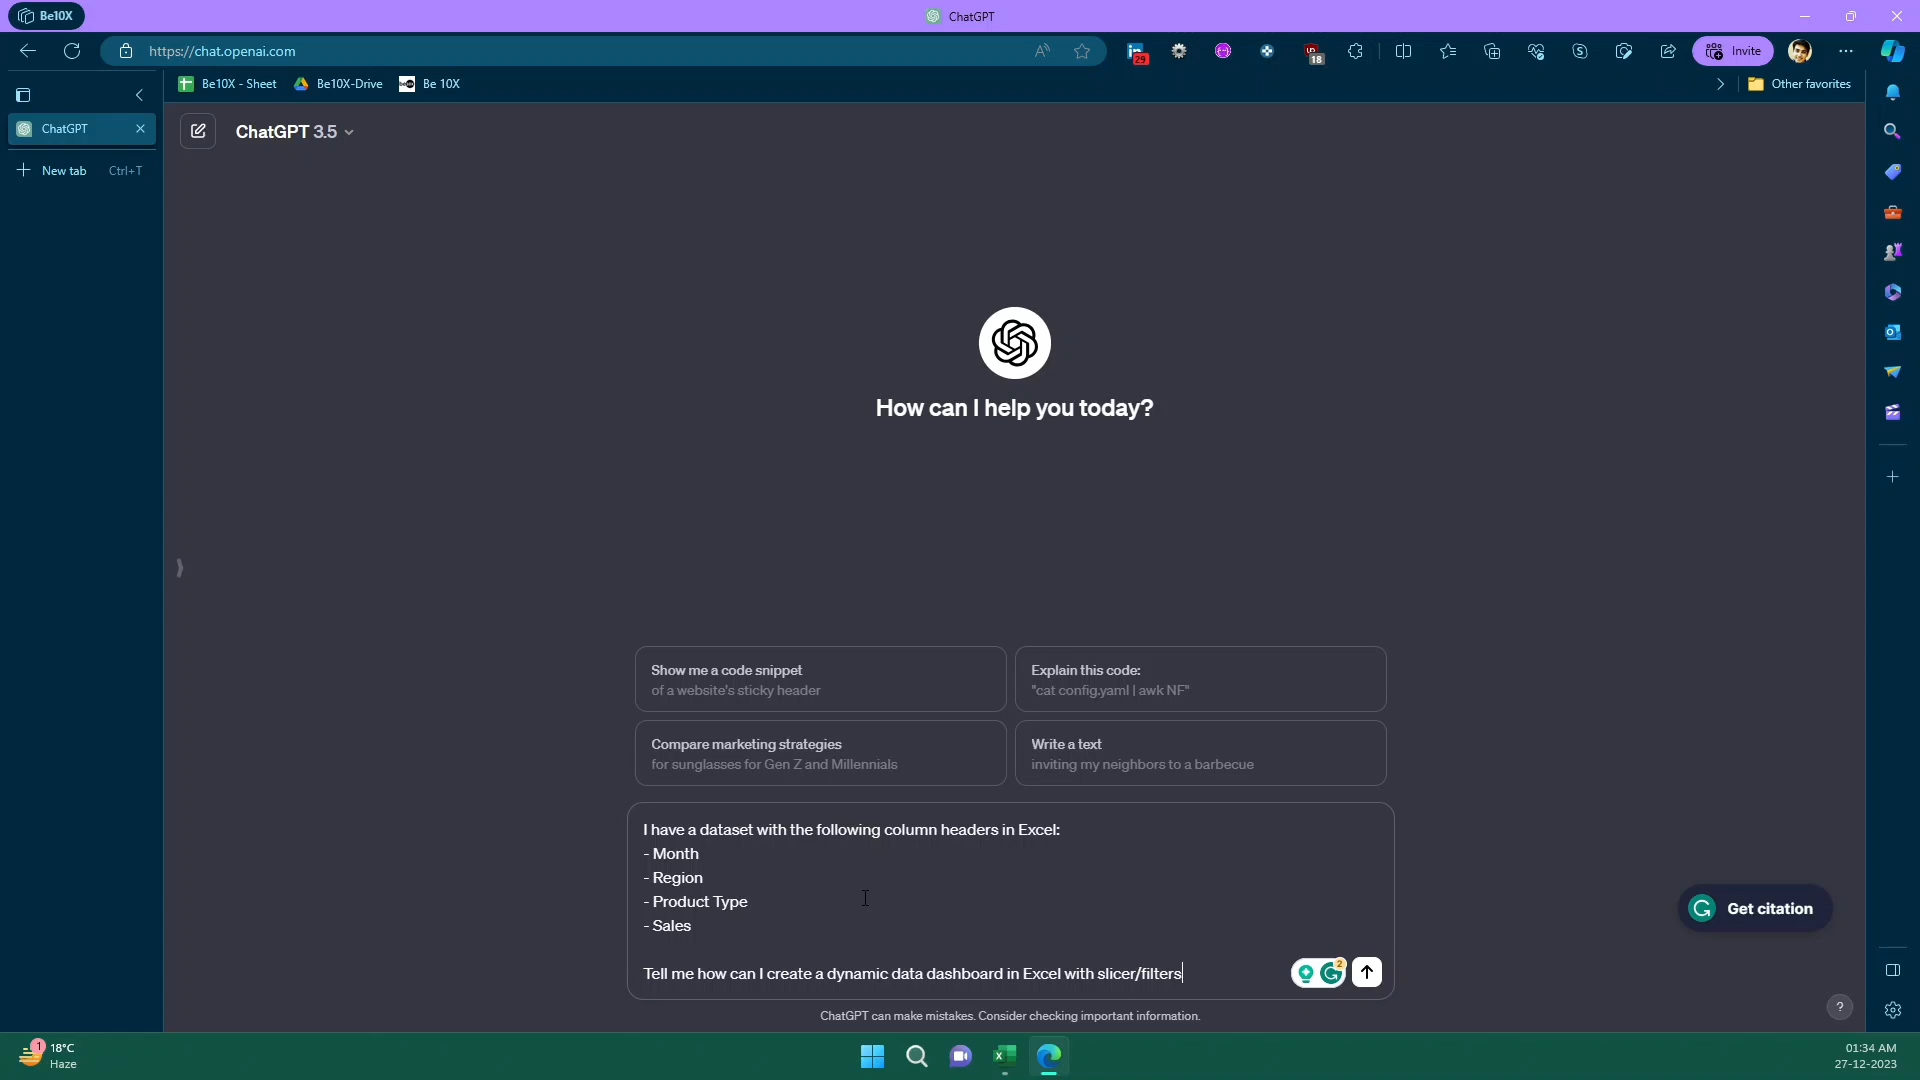 Be10X
ChatGPT
https://chat.openai.com
29
18
Invite
Be10X - Sheet
Be10X-Drive
Be 10X
Other favorites
ChatGPT
New tab
Ctrl+T
ChatGPT 3.5
How can I help you today?
Show me a code snippet
of a website's sticky header
Explain this code:
"cat config.yaml | awk NF"
Compare marketing strategies
for sunglasses for Gen Z and Millennials
Write a text
inviting my neighbors to a barbecue
I have a dataset with the following column headers in Excel:
- Month
- Region
- Product Type
- Sales
Tell me how can I create a dynamic data dashboard in Excel with slicer/filters
2
Get citation
ChatGPT can make mistakes. Consider checking important information.
?
1
18°C
Haze
01:34 AM
27-12-2023